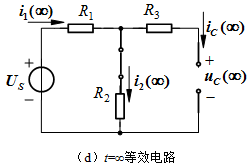 i₁(∞) R₁ R₃ i_C(∞)
+ U_S −
R₂ i₂(∞)
+ u_C(∞) −
（d）t=∞等效电路